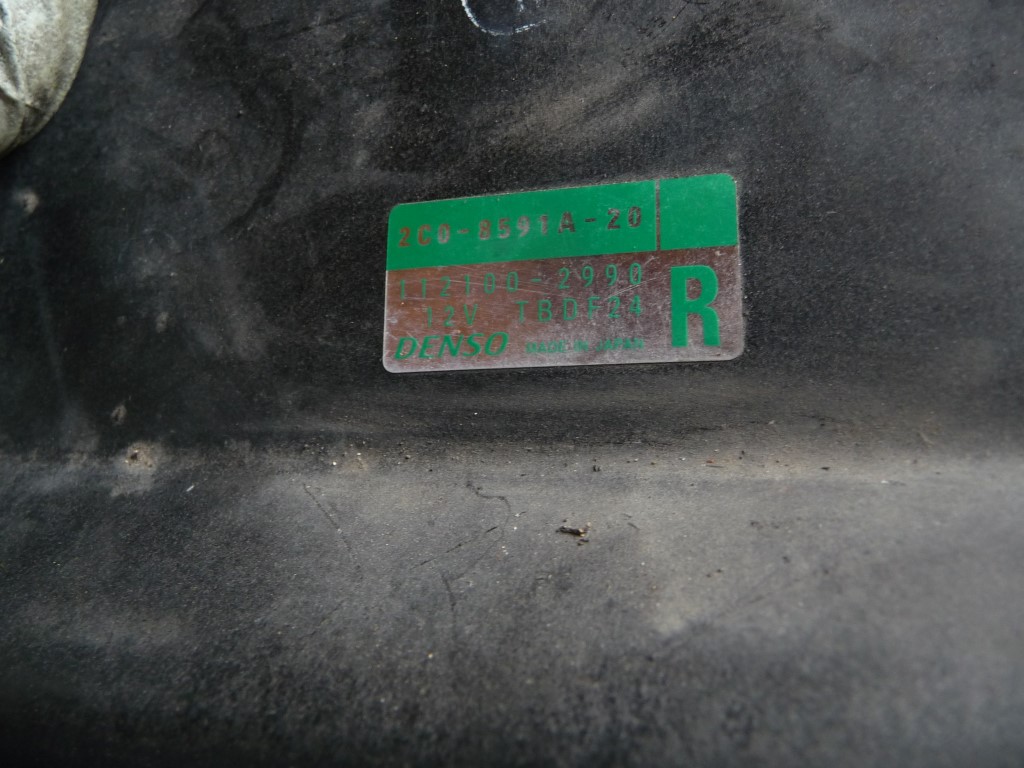 2C0-8591A-20
112100-2990
12V TBDF24
R
DENSO MADE IN JAPAN